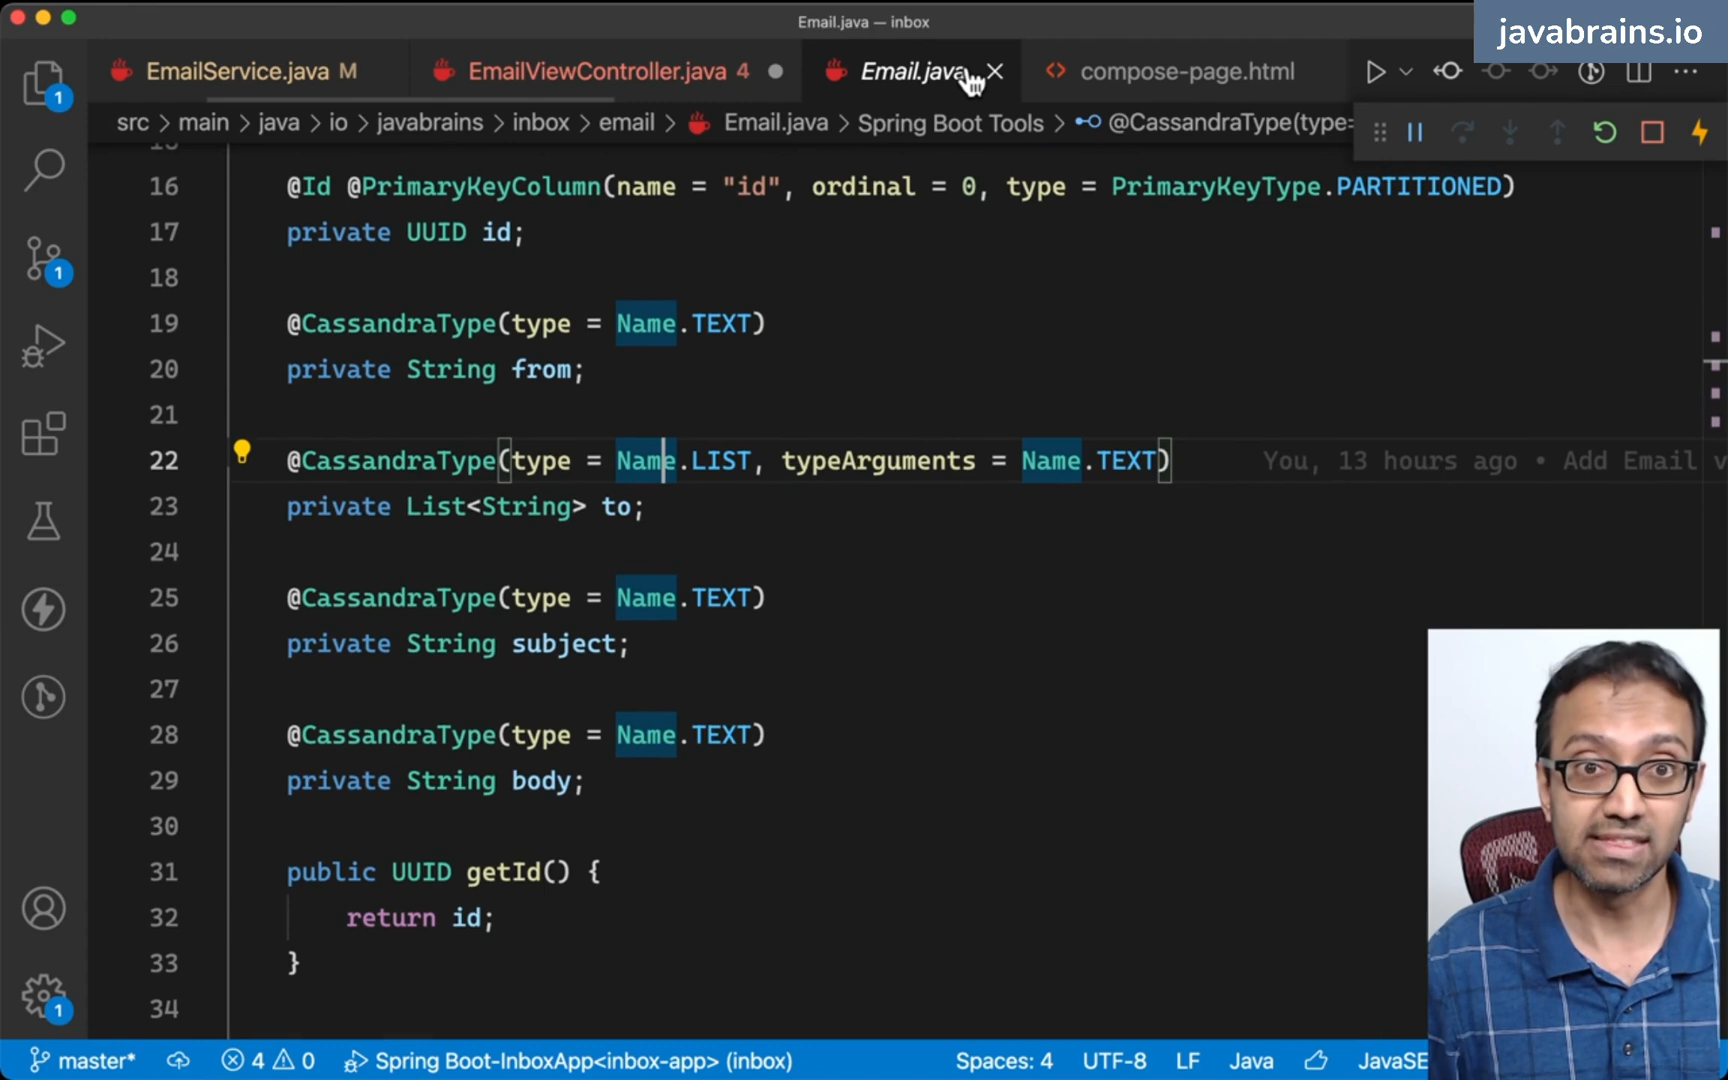 Email.java — inbox
javabrains.io
EmailService.java M
EmailViewController.java 4
Email.java
compose-page.html
src > main > java > io > javabrains > inbox > email > Email.java > Spring Boot Tools > @CassandraType(type=
16 @Id @PrimaryKeyColumn(name = "id", ordinal = 0, type = PrimaryKeyType.PARTITIONED)
17 private UUID id;
18
19 @CassandraType(type = Name.TEXT)
20 private String from;
21
22 @CassandraType(type = Name.LIST, typeArguments = Name.TEXT) You, 13 hours ago • Add Email v
23 private List<String> to;
24
25 @CassandraType(type = Name.TEXT)
26 private String subject;
27
28 @CassandraType(type = Name.TEXT)
29 private String body;
30
31 public UUID getId() {
32 return id;
33 }
34
1
1
1
master* 4 0 Spring Boot-InboxApp<inbox-app> (inbox) Spaces: 4 UTF-8 LF Java JavaSE